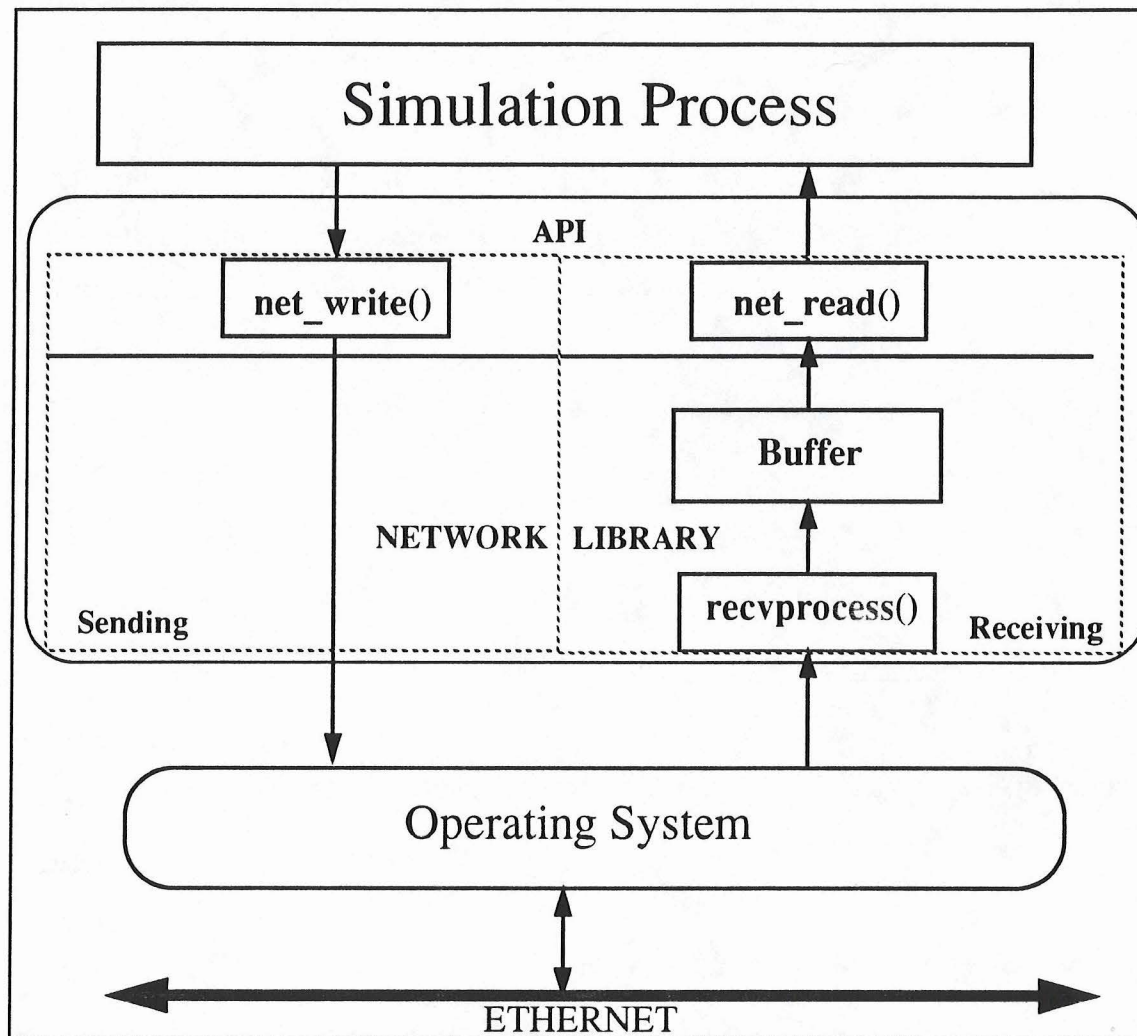 Simulation Process
API
net_write()
net_read()
Buffer
NETWORK LIBRARY
recvprocess()
Sending
Receiving
Operating System
ETHERNET